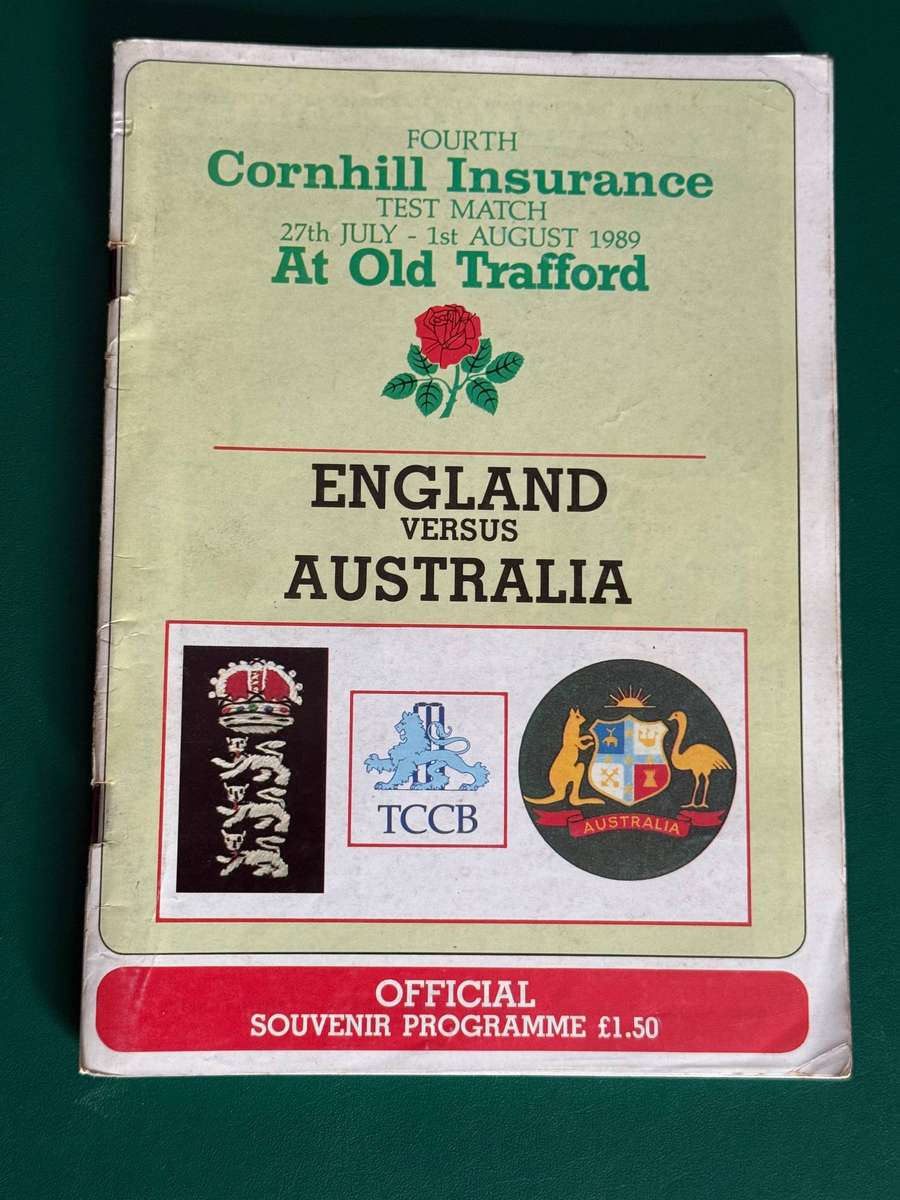 FOURTH
Cornhill Insurance
TEST MATCH
27th JULY - 1st AUGUST 1989
At Old Trafford
ENGLAND
VERSUS
AUSTRALIA
TCCB
AUSTRALIA
OFFICIAL
SOUVENIR PROGRAMME £1.50